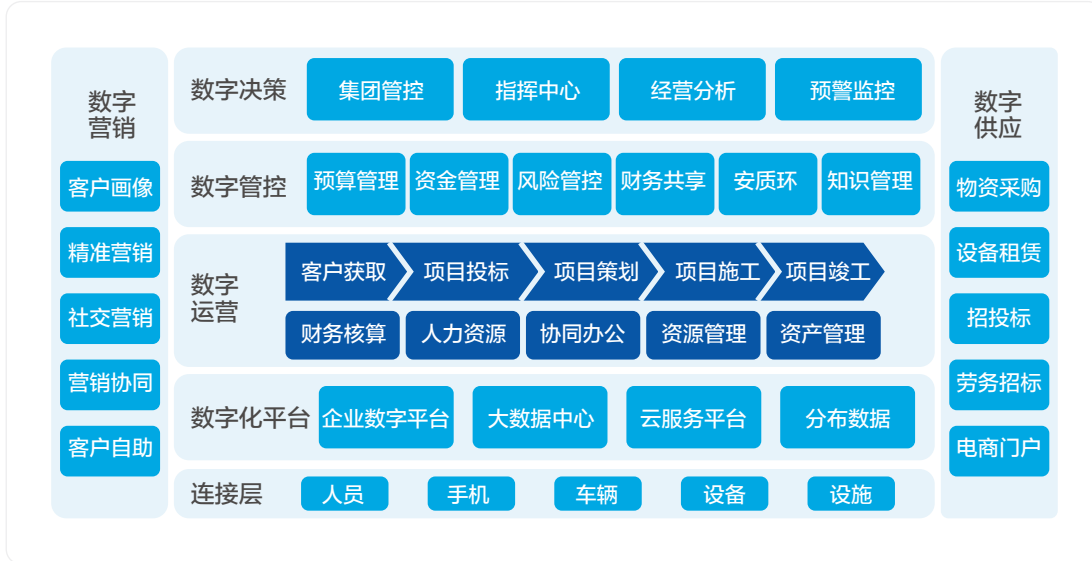 数字
营销
客户画像
精准营销
社交营销
营销协同
客户自助
数字决策
集团管控
指挥中心
经营分析
预警监控
数字管控
预算管理
资金管理
风险管控
财务共享
安质环
知识管理
数字
运营
客户获取
项目投标
项目策划
项目施工
项目竣工
财务核算
人力资源
协同办公
资源管理
资产管理
数字化平台
企业数字平台
大数据中心
云服务平台
分布数据
连接层
人员
手机
车辆
设备
设施
数字
供应
物资采购
设备租赁
招投标
劳务招标
电商门户